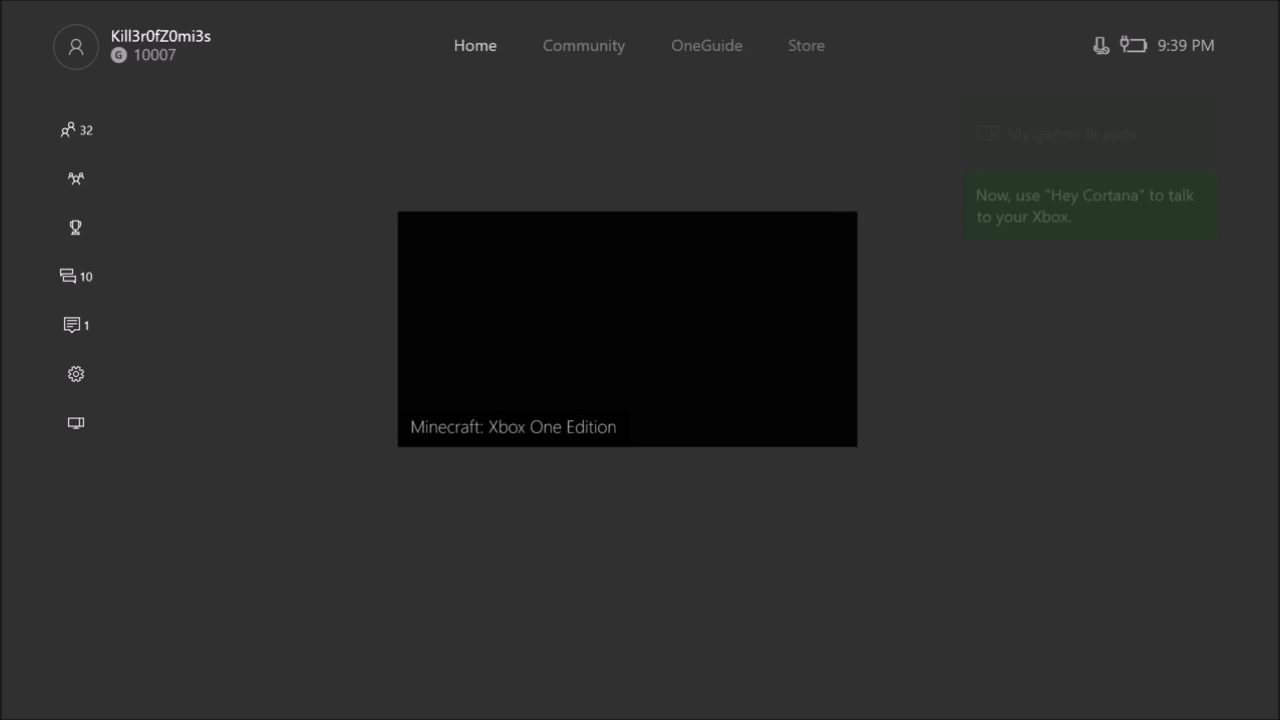 Kill3r0fZ0mi3s
G 10007
Home Community OneGuide Store
9:39 PM
32
10
1
My games & apps
Now, use "Hey Cortana" to talk
to your Xbox.
Minecraft: Xbox One Edition